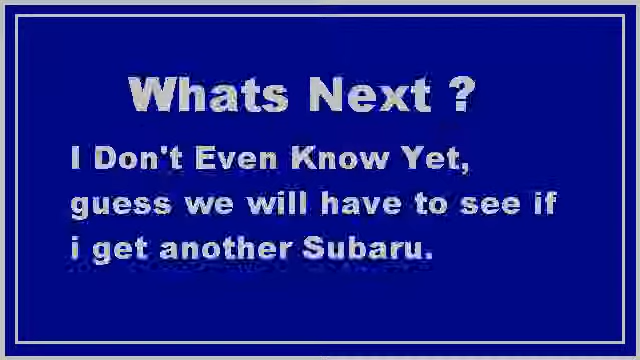 Whats Next ?
I Don't Even Know Yet,
guess we will have to see if
i get another Subaru.